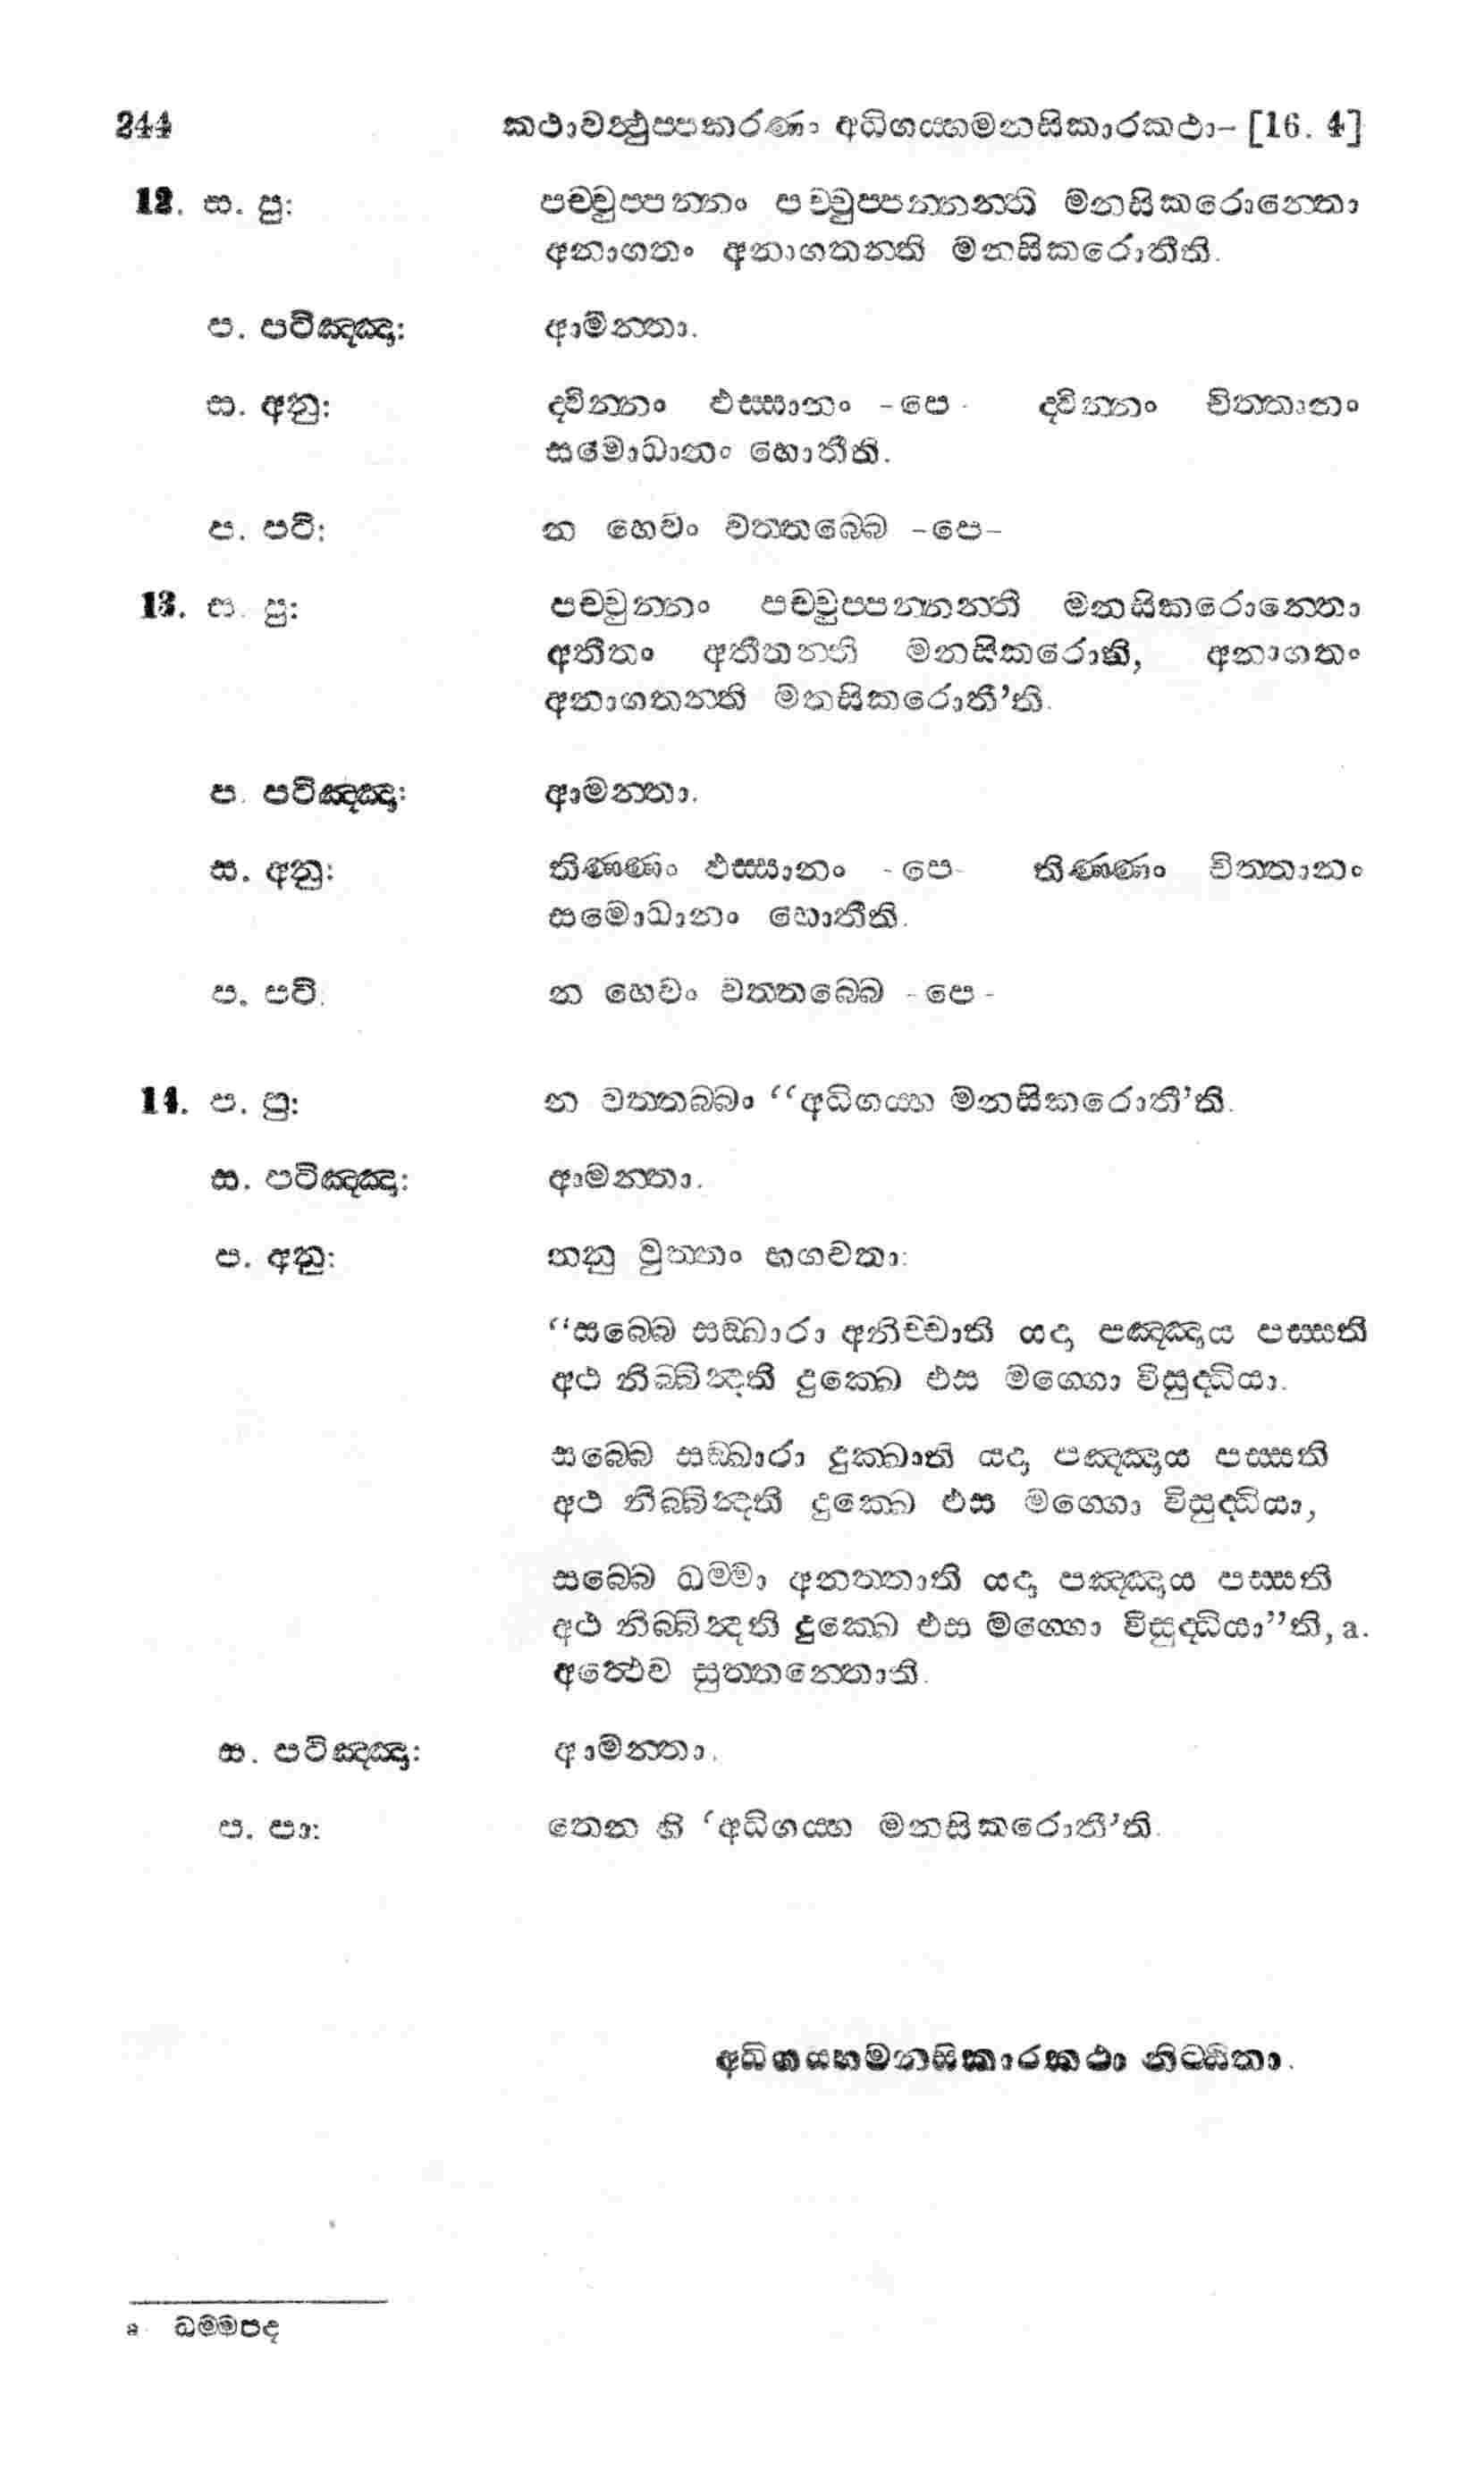 244 කථාවත්‍ථුප්පකරණං අධිගය්හමනසිකාරකථා– [16. 4]
12. ස. පු: පච්චුප්පන්නං පච්චුප්පන්නන්ති මනසිකරොන්තො
අනාගතං අනාගතන්ති මනසිකරොතීති.
ප. පටිඤ්ඤා: ආමන්තා.
ස. අනු: ද්වින්නං ඵස්සානං -පෙ- ද්වින්නං චිත්තානං
සමොධානං හොතීති.
ප. පටි: න හෙවං වත්තබ්බෙ -පෙ-
13. ස. පු: පච්චුන්නං පච්චුප්පන්නන්ති මනසිකරොන්තො
අතීතං අතීතන්ති මනසිකරොති, අනාගතං
අනාගතන්ති මනසිකරොතී’ති.
ප. පටිඤ්ඤා: ආමන්තා.
ස. අනු: තිණ්ණං ඵස්සානං -පෙ- තිණ්ණං චිත්තානං
සමොධානං හොතීති.
ප. පටි. න හෙවං වත්තබ්බෙ -පෙ-
14. ප. පු: න වත්තබ්බං “අධිගය්හ මනසිකරොතී’ති.
ස. පටිඤ්ඤා: ආමන්තා.
ප. අනු: නනු වුත්තං භගවතා:
“සබ්බෙ සඞ්ඛාරා අනිච්චාති යදා පඤ්ඤාය පස්සති
අථ නිබ්බින්දති දුක්ඛෙ එස මග්ගො විසුද්ධියා.
සබ්බෙ සඞ්ඛාරා දුක්ඛාති යදා පඤ්ඤාය පස්සති
අථ නිබ්බින්දති දුක්ඛෙ එස මග්ගො විසුද්ධියා,
සබ්බෙ ධම්මා අනත්තාති යදා පඤ්ඤාය පස්සති
අථ නිබ්බින්දති දුක්ඛෙ එස මග්ගො විසුද්ධියා”ති, a.
අත්‍ථෙව සුත්තන්තොති.
ස. පටිඤ්ඤා: ආමන්තා.
ප. පා: තෙන හි ‘අධිගය්හ මනසිකරොතී’ති.
අධිගය්හමනසිකාරකථා නිට්ඨිතා.
a ධම්මපද